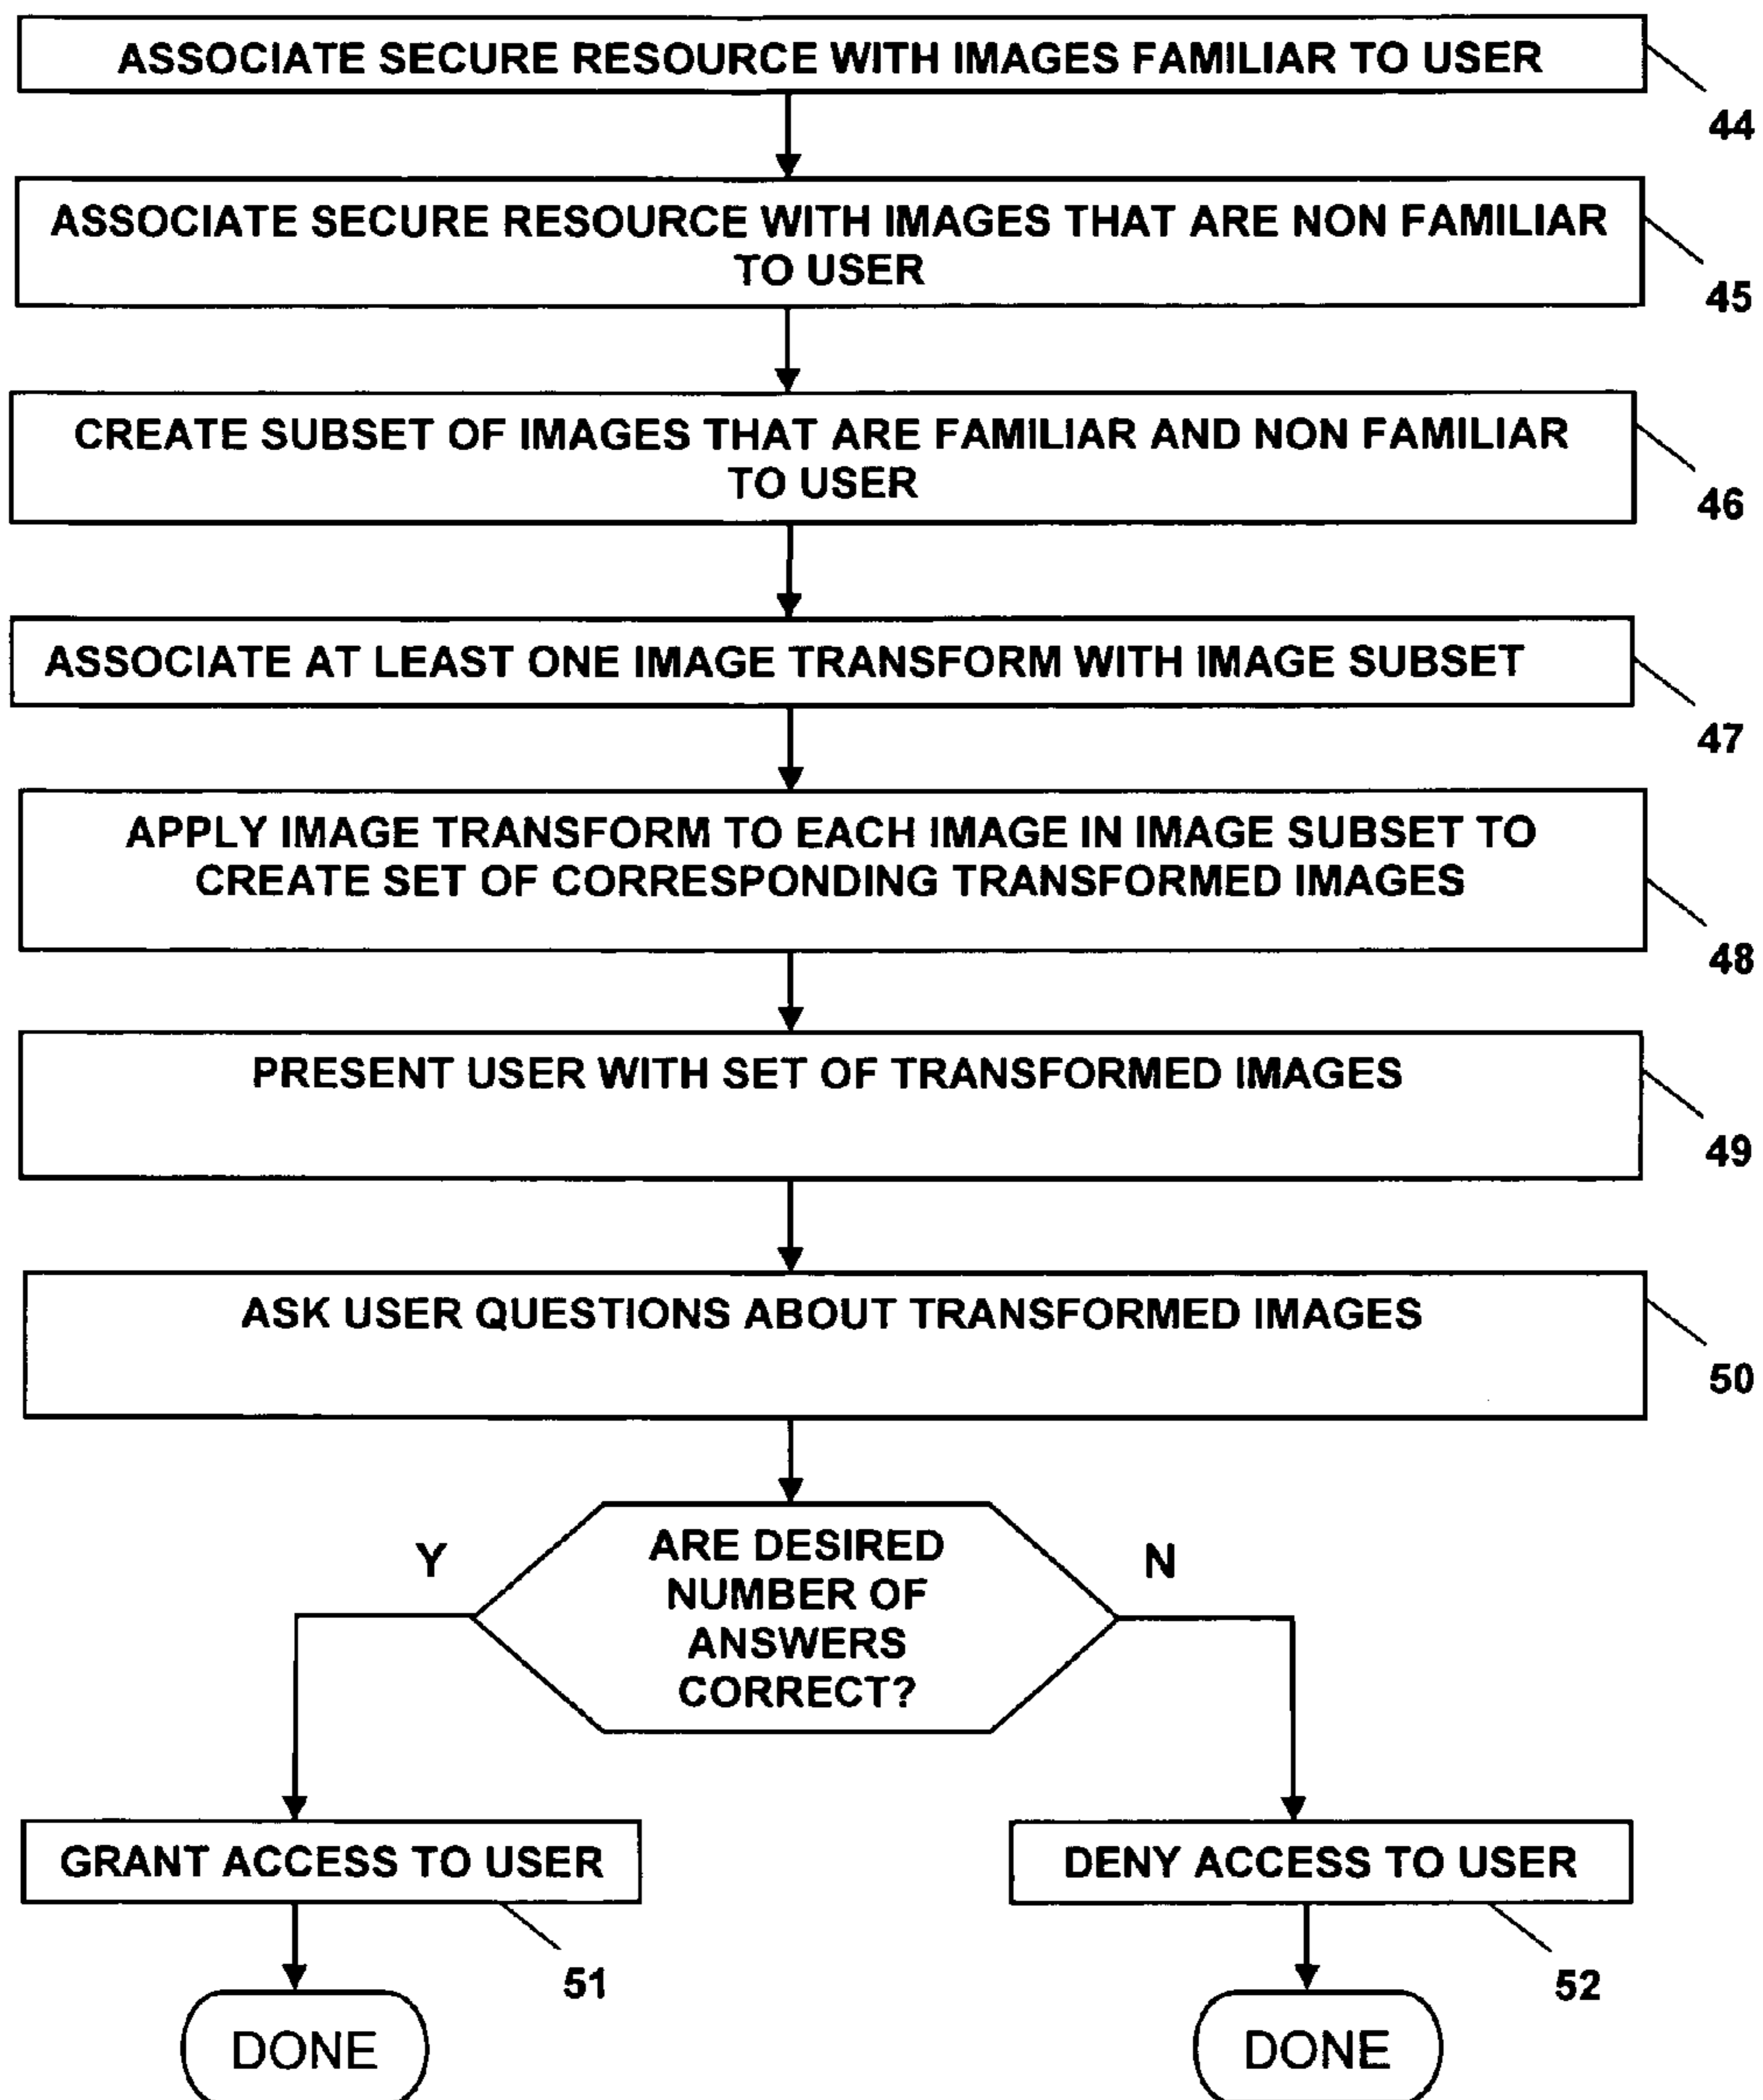 ASSOCIATE SECURE RESOURCE WITH IMAGES FAMILIAR TO USER
44
ASSOCIATE SECURE RESOURCE WITH IMAGES THAT ARE NON FAMILIAR
TO USER
45
CREATE SUBSET OF IMAGES THAT ARE FAMILIAR AND NON FAMILIAR
TO USER
46
ASSOCIATE AT LEAST ONE IMAGE TRANSFORM WITH IMAGE SUBSET
47
APPLY IMAGE TRANSFORM TO EACH IMAGE IN IMAGE SUBSET TO
CREATE SET OF CORRESPONDING TRANSFORMED IMAGES
48
PRESENT USER WITH SET OF TRANSFORMED IMAGES
49
ASK USER QUESTIONS ABOUT TRANSFORMED IMAGES
50
Y
ARE DESIRED
NUMBER OF
ANSWERS
CORRECT?
N
GRANT ACCESS TO USER
51
DENY ACCESS TO USER
52
DONE
DONE